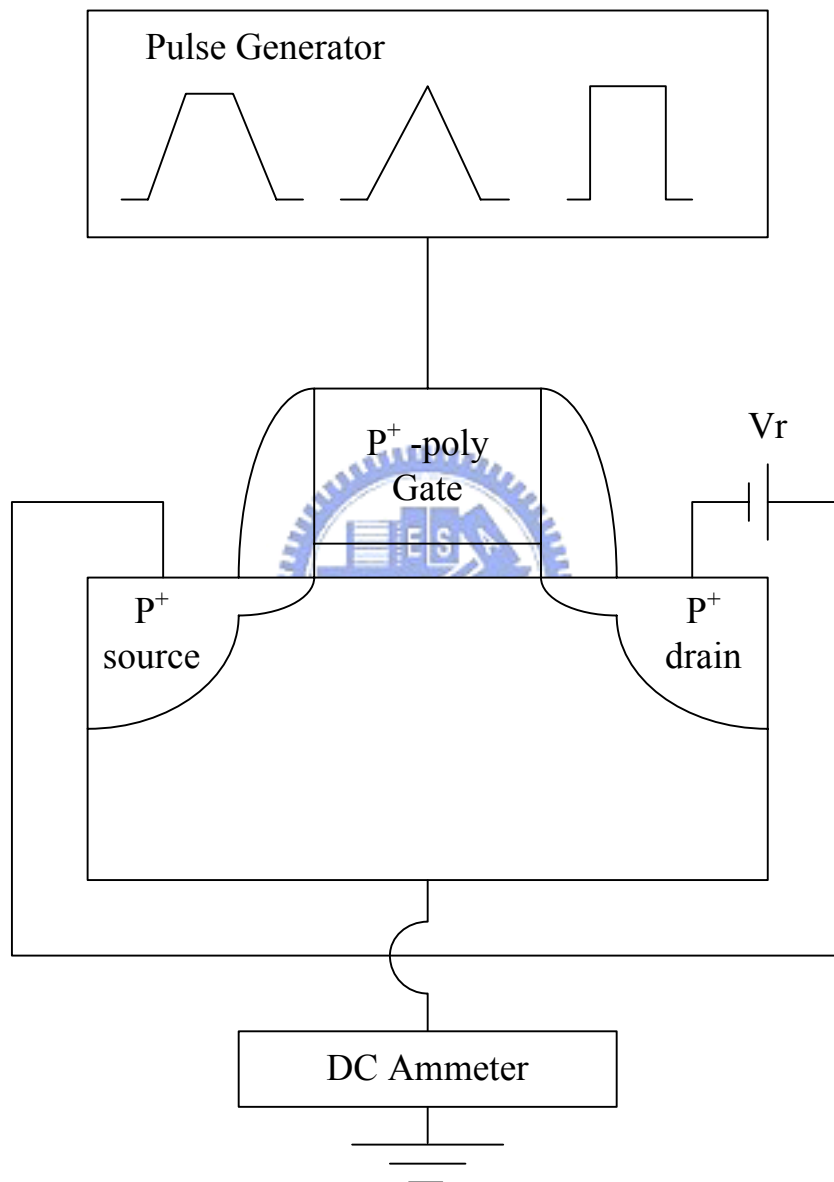 Pulse Generator
P⁺ -poly
Gate
Vr
E S A
P⁺
source
P⁺
drain
DC Ammeter